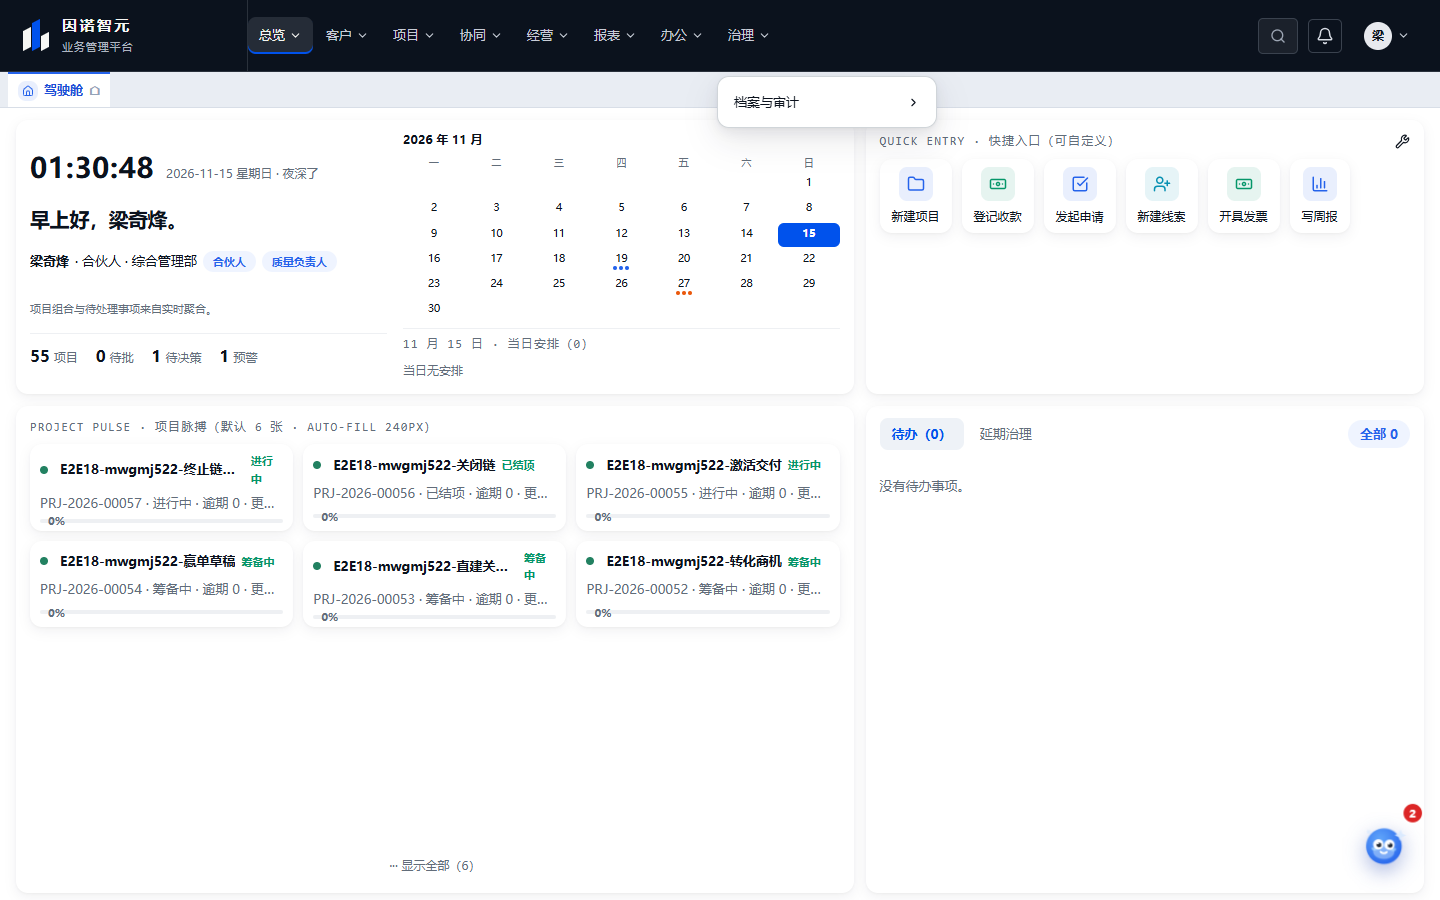 因诺智元
业务管理平台
总览 客户 项目 协同 经营 报表 办公 治理
梁
驾驶舱
档案与审计
01:30:48 2026-11-15 星期日 · 夜深了
早上好，梁奇烽。
梁奇烽 · 合伙人 · 综合管理部 合伙人 质量负责人
项目组合与待处理事项来自实时聚合。
55 项目 0 待批 1 待决策 1 预警
2026 年 11 月
一 二 三 四 五 六 日
1
2 3 4 5 6 7 8
9 10 11 12 13 14 15
16 17 18 19 20 21 22
23 24 25 26 27 28 29
30
11 月 15 日 · 当日安排 (0)
当日无安排
QUICK ENTRY · 快捷入口 (可自定义)
新建项目 登记收款 发起申请 新建线索 开具发票 写周报
PROJECT PULSE · 项目脉搏 (默认 6 张 · AUTO-FILL 240PX)
E2E18-mwgmj522-终止链... 进行中
PRJ-2026-00057 · 进行中 · 逾期 0 · 更...
0%
E2E18-mwgmj522-关闭链 已结项
PRJ-2026-00056 · 已结项 · 逾期 0 · 更...
0%
E2E18-mwgmj522-激活交付 进行中
PRJ-2026-00055 · 进行中 · 逾期 0 · 更...
0%
E2E18-mwgmj522-赢单草稿 筹备中
PRJ-2026-00054 · 筹备中 · 逾期 0 · 更...
0%
E2E18-mwgmj522-直建关... 筹备中
PRJ-2026-00053 · 筹备中 · 逾期 0 · 更...
0%
E2E18-mwgmj522-转化商机 筹备中
PRJ-2026-00052 · 筹备中 · 逾期 0 · 更...
0%
··· 显示全部（6）
待办（0） 延期治理 全部 0
没有待办事项。
2